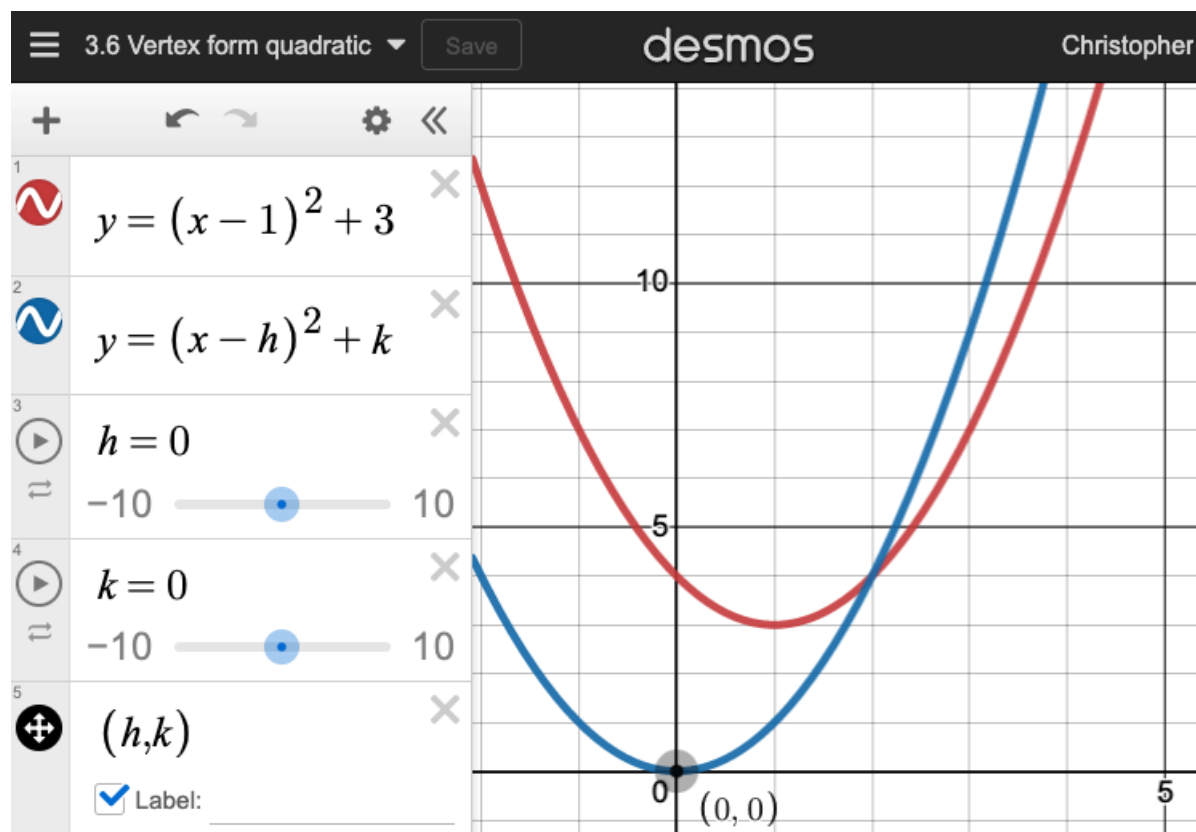 3.6 Vertex form quadratic
Save
desmos
Christopher
1
y = (x − 1)² + 3
2
y = (x − h)² + k
3
h = 0
−10 10
4
k = 0
−10 10
5
(h,k)
Label:
10
5
0
(0, 0)
5